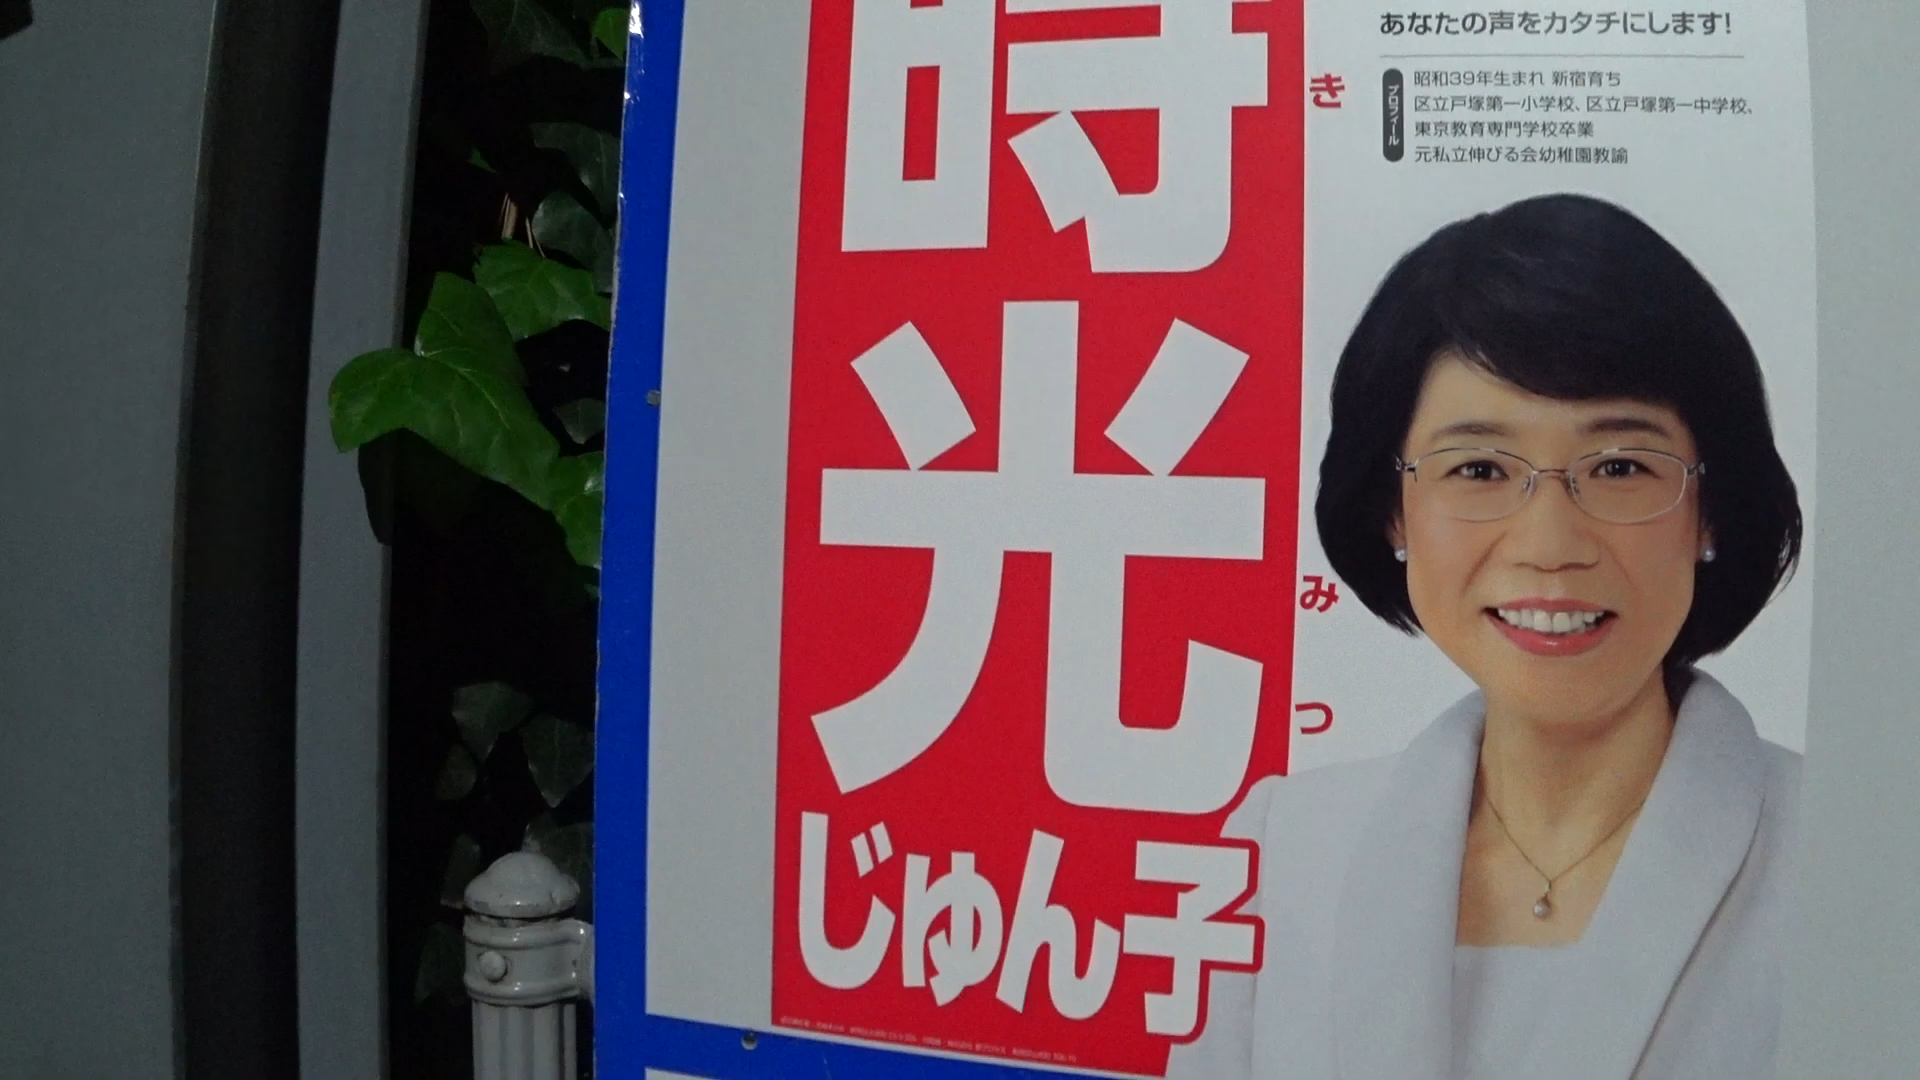 時光
じゅん子
き
み
つ
あなたの声をカタチにします!
プロフィール
昭和39年生まれ 新宿育ち
区立戸塚第一小学校、区立戸塚第一中学校、
東京教育専門学校卒業
元私立伸びる会幼稚園教諭